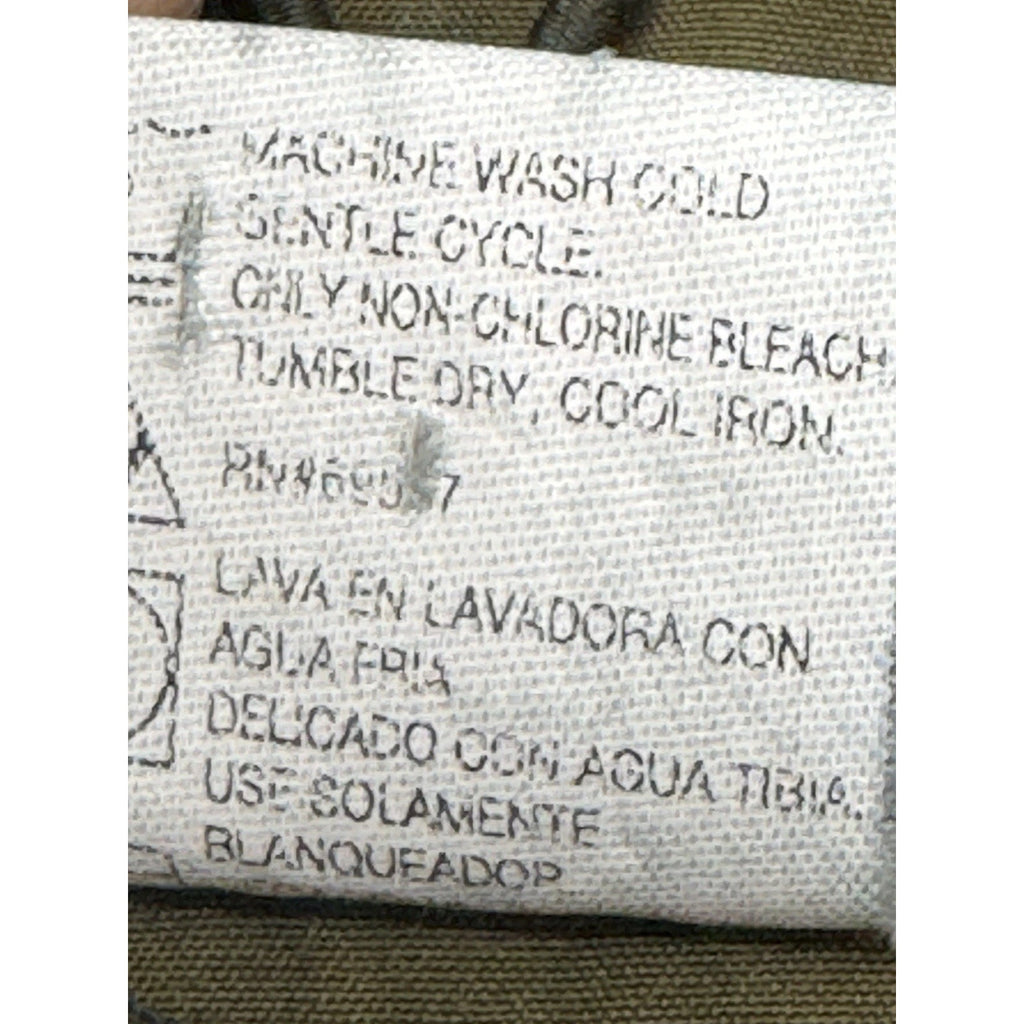 MACHINE WASH COLD
GENTLE CYCLE.
ONLY NON-CHLORINE BLEACH
TUMBLE DRY, COOL IRON.
LAVA EN LAVADORA CON
AGUA FRIA
DELICADO CON AGUA TIBIA.
USE SOLAMENTE
BLANQUEADOR